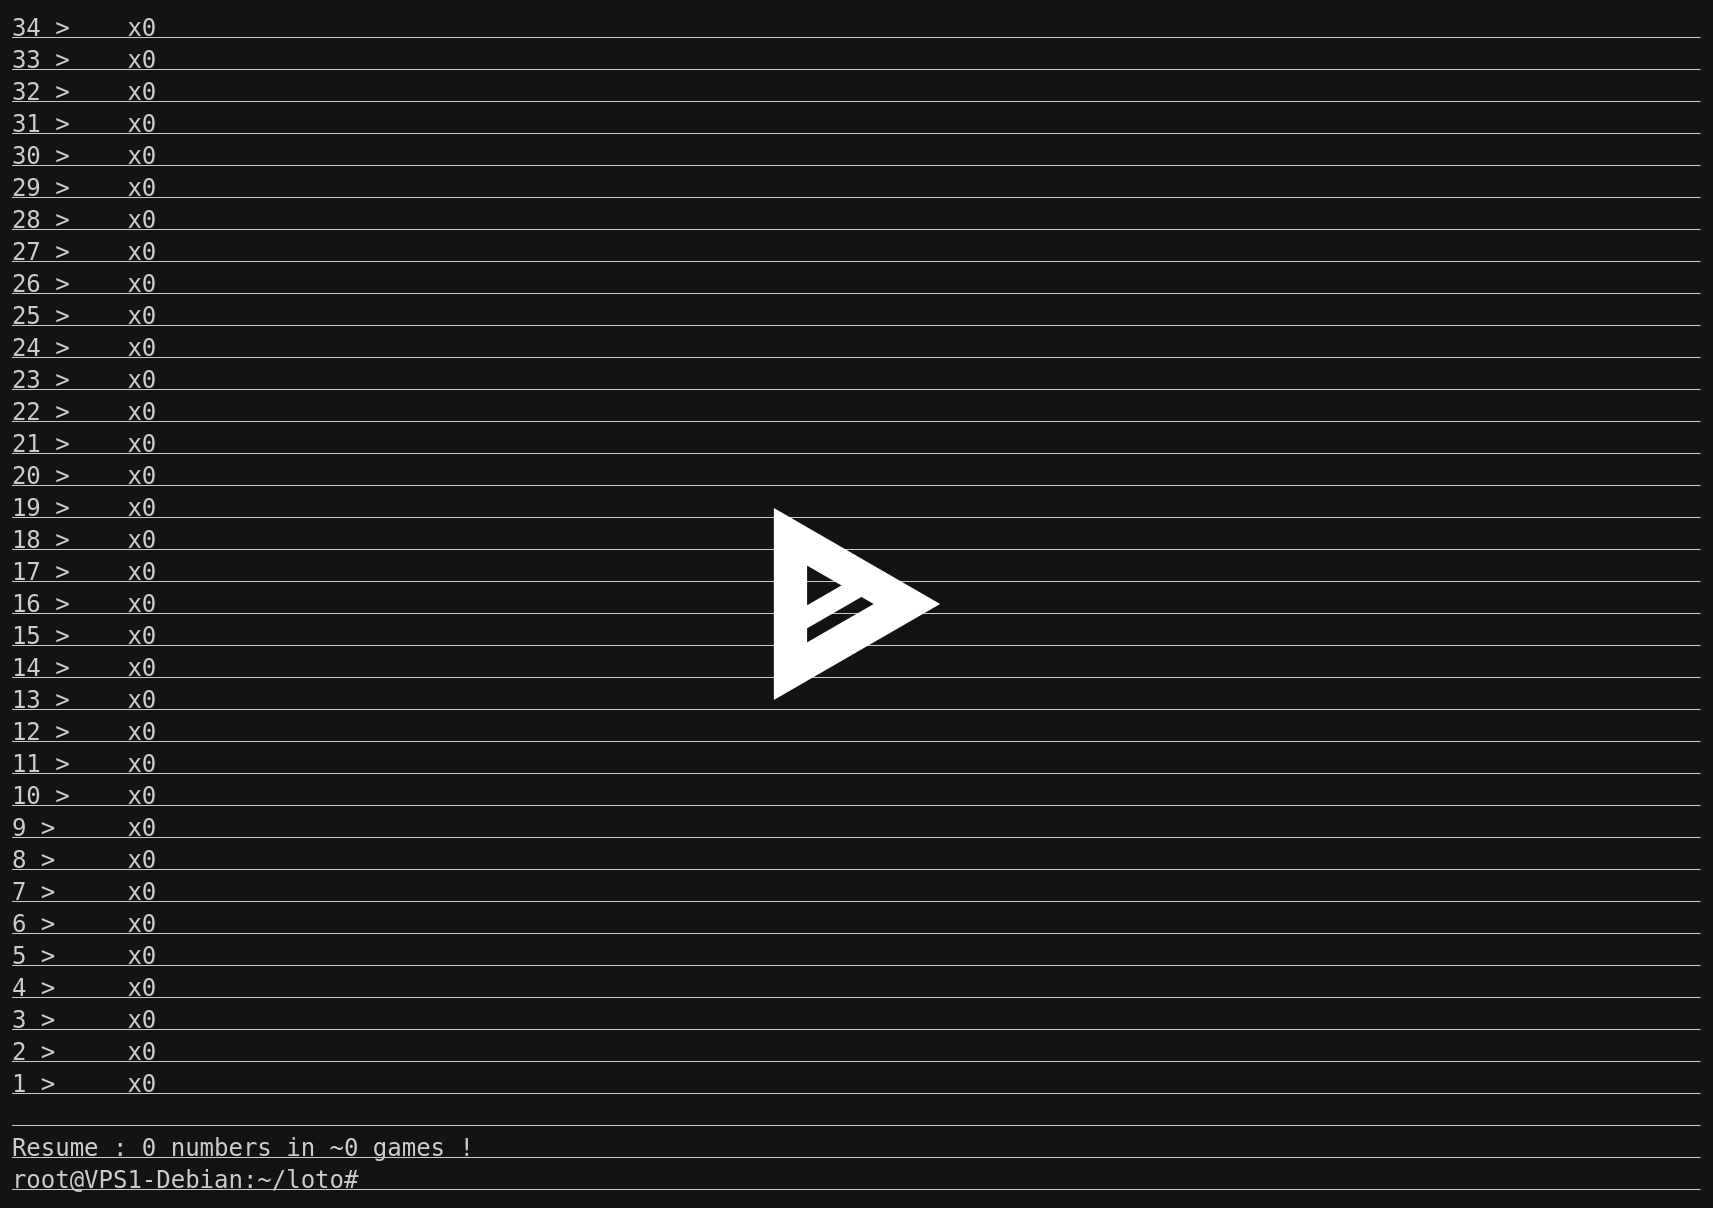 34 >    x0
33 >    x0
32 >    x0
31 >    x0
30 >    x0
29 >    x0
28 >    x0
27 >    x0
26 >    x0
25 >    x0
24 >    x0
23 >    x0
22 >    x0
21 >    x0
20 >    x0
19 >    x0
18 >    x0
17 >    x0
16 >    x0
15 >    x0
14 >    x0
13 >    x0
12 >    x0
11 >    x0
10 >    x0
9 >     x0
8 >     x0
7 >     x0
6 >     x0
5 >     x0
4 >     x0
3 >     x0
2 >     x0
1 >     x0
Resume : 0 numbers in ~0 games !
root@VPS1-Debian:~/loto#